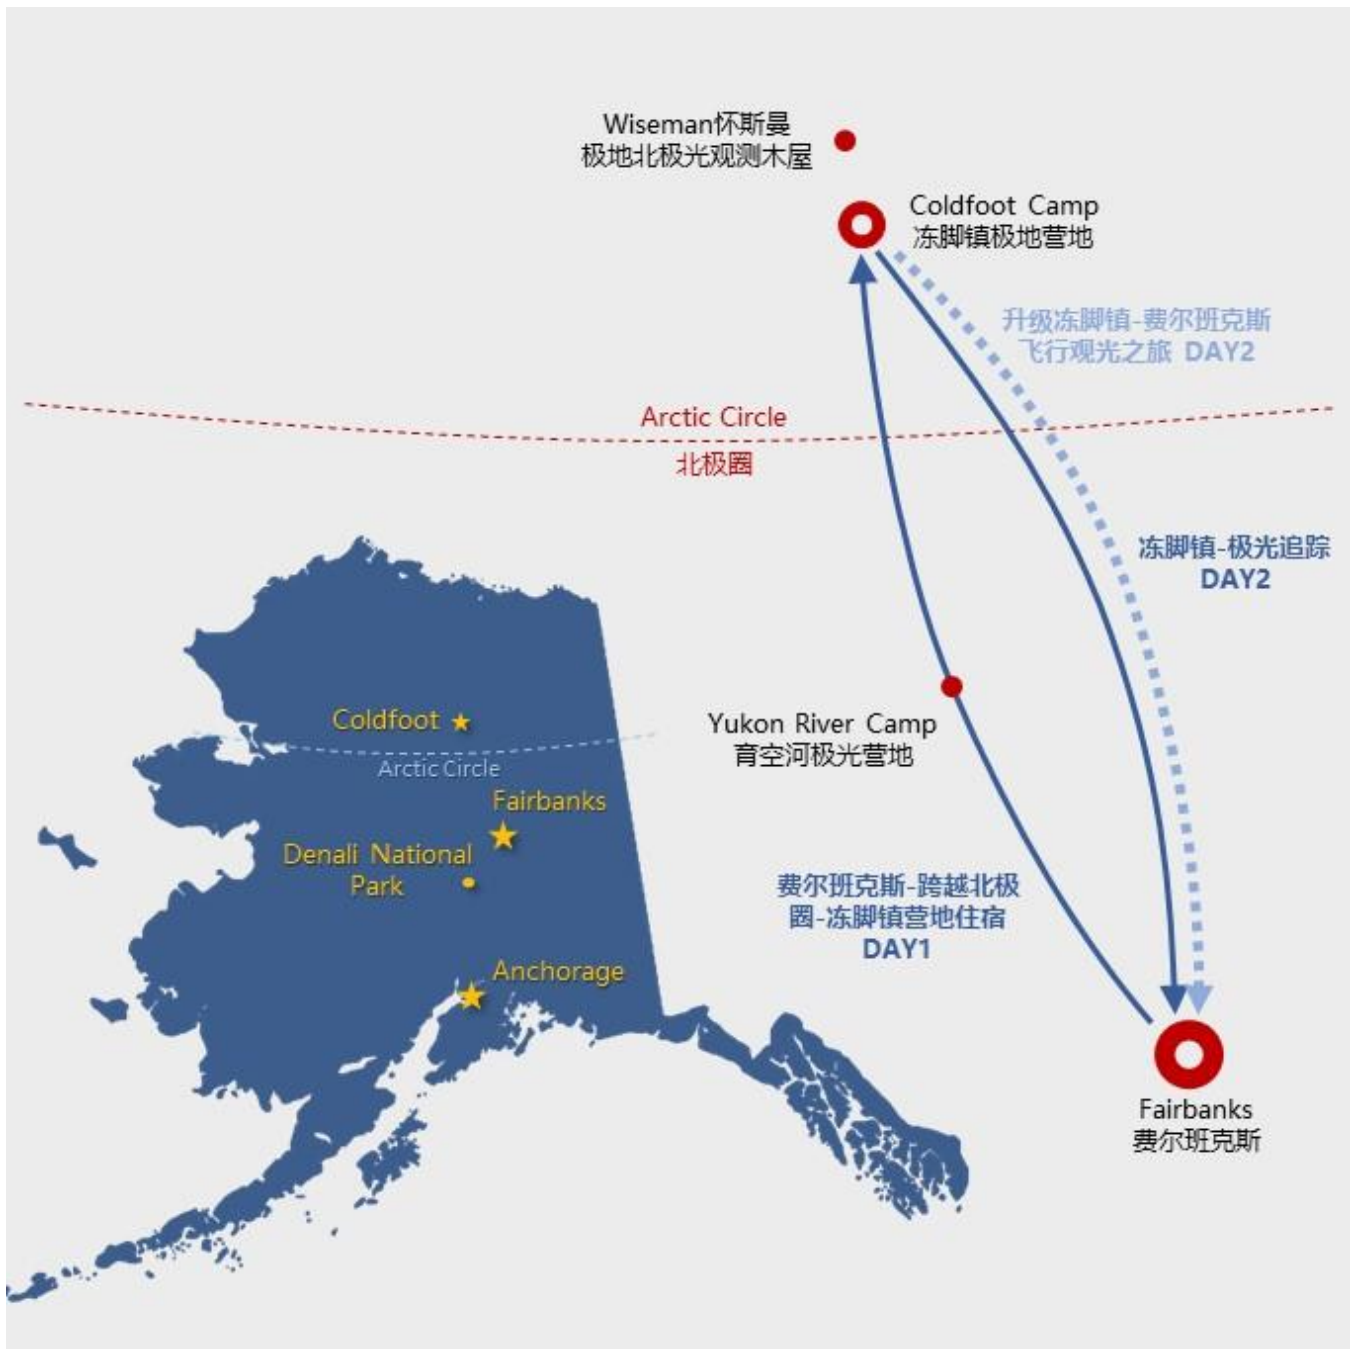 Wiseman怀斯曼
极地北极光观测木屋
Coldfoot Camp
冻脚镇极地营地
升级冻脚镇-费尔班克斯
飞行观光之旅 DAY2
Arctic Circle
北极圈
冻脚镇-极光追踪
DAY2
Coldfoot
Arctic Circle
Fairbanks
Denali National
Park
Anchorage
Yukon River Camp
育空河极光营地
费尔班克斯-跨越北极
圈-冻脚镇营地住宿
DAY1
Fairbanks
费尔班克斯